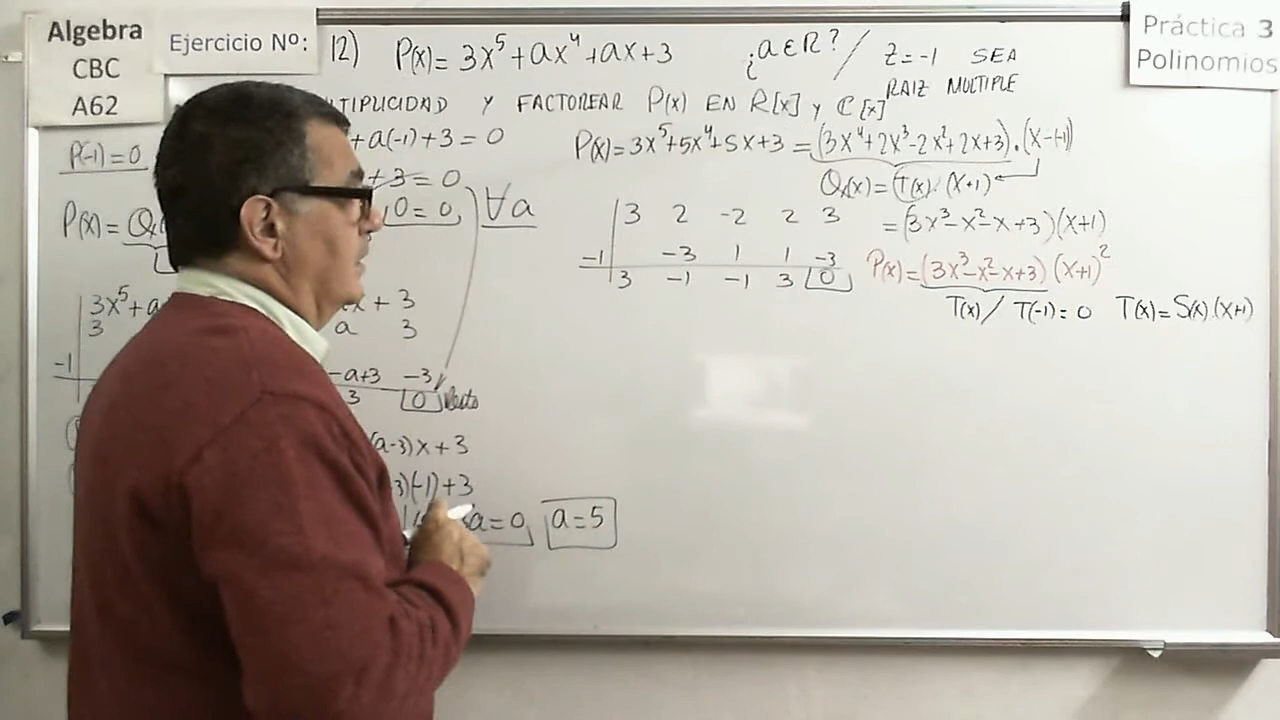 Algebra
CBC
A62
Ejercicio Nº:
Práctica 3
Polinomios
12) P(x)= 3x⁵+ax⁴+ax+3 ¿a∈R? / z=-1 SEA
RAIZ MULTIPLE
Y FACTOREAR P(x) EN R[x] y C[x]
P(-1)=0
+a(-1)+3=0
+3=0
0=0 ∀a
P(x)=
3x⁵+a
+3
3 a 3
-1
-a+3 -3
3 0 Resto
(a-3)x+3
3)(-1)+3
a=0 a=5
P(x)=3x⁵+5x⁴+5x+3=(3x⁴+2x³-2x²+2x+3).(x-(-1))
Q(x)=T(x).(x+1)
3 2 -2 2 3
-1 -3 1 1 -3
3 -1 -1 3 0
=(3x³-x²-x+3)(x+1)
P(x)=(3x³-x²-x+3)(x+1)²
T(x)/ T(-1)=0 T(x)=S(x).(x+1)